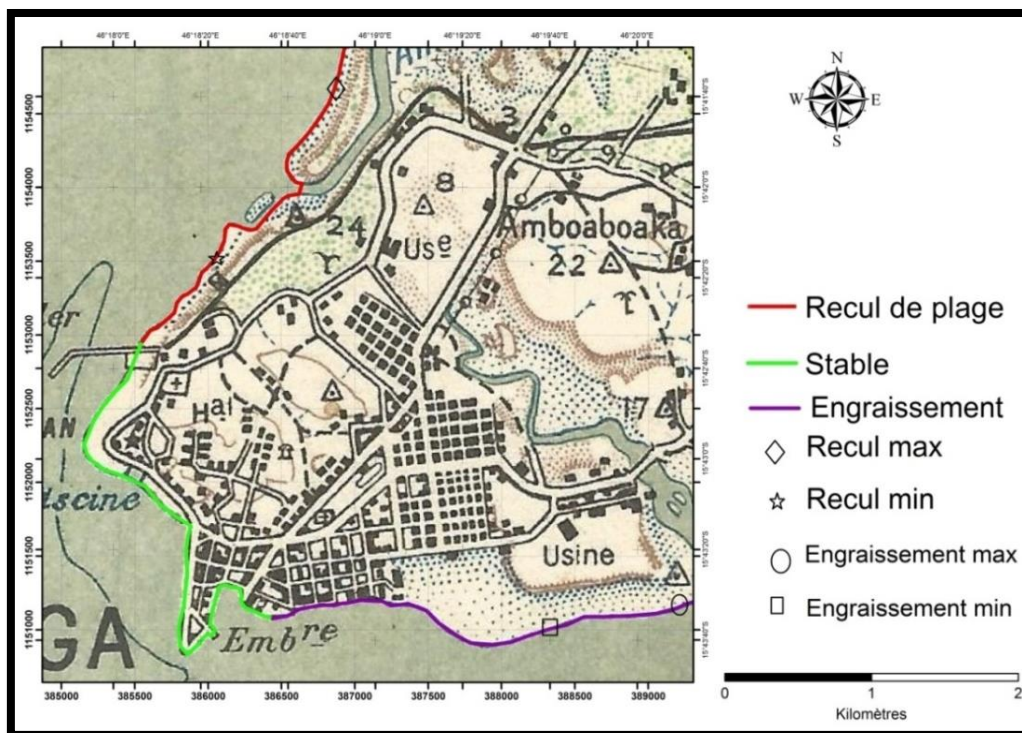 46°18'0"E 46°18'20"E 46°18'40"E 46°19'0"E 46°19'20"E 46°19'40"E 46°20'0"E
1154500
1154000
1153500
1153000
1152500
1152000
1151500
1151000
3
8
9
24
Usᵉ
Amboaboaka
22
Hal
17
AN
iscine
Usine
GA
Embʳᵉ
15°41'40"S
15°42'0"S
15°42'20"S
15°42'40"S
15°43'0"S
15°43'20"S
15°43'40"S
385000 385500 386000 386500 387000 387500 388000 388500 389000
N
W E
S
Recul de plage
Stable
Engraissement
Recul max
Recul min
Engraissement max
Engraissement min
0 1 2
Kilomètres